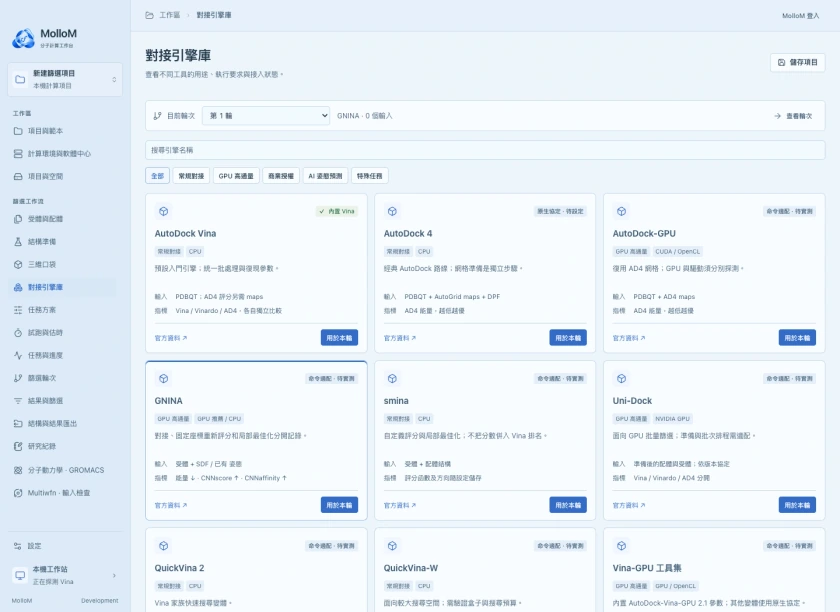 MolloM
分子計算工作台
新建篩選項目
本機計算項目
工作區
項目與範本
計算環境與軟體中心
項目與空間
篩選工作流
受體與配體
結構準備
三維口袋
對接引擎庫
任務方案
試跑與估時
任務與進度
篩選輪次
結果與篩選
結構與結果匯出
研究紀錄
分子動力學 · GROMACS
Multiwfn · 輸入檢查
設定
本機工作站
正在探測 Vina
MolloM
Development
工作區 › 對接引擎庫
MolloM 登入
對接引擎庫
查看不同工具的用途、執行要求與接入狀態。
儲存項目
目前輪次
第 1 輪
GNINA · 0 個輸入
查看輪次
搜尋引擎名稱
全部
常規對接
GPU 高通量
商業授權
AI 姿態預測
特殊任務
✓ 內置 Vina
AutoDock Vina
常規對接 CPU
預設入門引擎；統一批處理與復現參數。
輸入 PDBQT；AD4 評分另需 maps
指標 Vina / Vinardo / AD4，各自獨立比較
官方資料 ↗
用於本輪
原生協定 · 待設定
AutoDock 4
常規對接 CPU
經典 AutoDock 路線；網格準備是獨立步驟。
輸入 PDBQT + AutoGrid maps + DPF
指標 AD4 能量，越低越優
官方資料 ↗
用於本輪
命令適配 · 待實測
AutoDock-GPU
GPU 高通量 CUDA / OpenCL
復用 AD4 網格；GPU 與驅動須分別探測。
輸入 PDBQT + AD4 maps
指標 AD4 能量，越低越優
官方資料 ↗
用於本輪
命令適配 · 待實測
GNINA
GPU 高通量 GPU 推薦 / CPU
對接、固定座標重新評分和局部最佳化分開記錄。
輸入 受體 + SDF / 已有 姿態
指標 能量 ↓ · CNNscore ↑ · CNNaffinity ↑
官方資料 ↗
用於本輪
命令適配 · 待實測
smina
常規對接 CPU
自定義評分與局部最佳化；不把分數併入 Vina 排名。
輸入 受體 + 配體結構
指標 評分函數及方向隨設定儲存
官方資料 ↗
用於本輪
命令適配 · 待實測
Uni-Dock
GPU 高通量 NVIDIA GPU
面向 GPU 批量篩選；準備與批次排程需適配。
輸入 準備後的配體與受體；依版本協定
指標 Vina / Vinardo / AD4 分開
官方資料 ↗
用於本輪
命令適配 · 待實測
QuickVina 2
常規對接 CPU
Vina 家族快速搜尋變體。
命令適配 · 待實測
QuickVina-W
常規對接 CPU
面向較大搜尋空間；需驗證盒子與搜尋預算。
命令適配 · 待實測
Vina-GPU 工具集
GPU 高通量 GPU / OpenCL
內置 AutoDock-Vina-GPU 2.1 參數；其他變體使用原生協定。